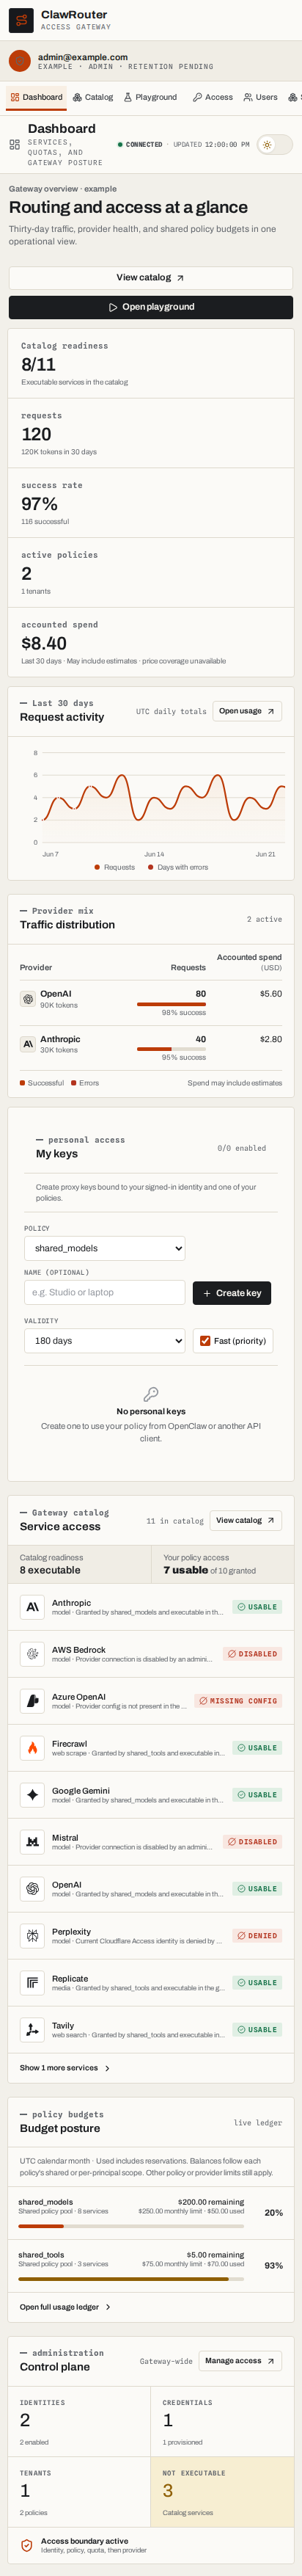 ClawRouter
ACCESS GATEWAY
admin@example.com
EXAMPLE · ADMIN · RETENTION PENDING
Dashboard Catalog Playground Access Users
Dashboard
SERVICES, QUOTAS, AND GATEWAY POSTURE
CONNECTED · UPDATED 12:00:00 PM
Gateway overview · example
Routing and access at a glance
Thirty-day traffic, provider health, and shared policy budgets in one
operational view.
View catalog
Open playground
Catalog readiness
8/11
Executable services in the catalog
requests
120
120K tokens in 30 days
success rate
97%
116 successful
active policies
2
1 tenants
accounted spend
$8.40
Last 30 days · May include estimates · price coverage unavailable
— Last 30 days
Request activity
UTC daily totals
Open usage
8
6
4
2
0
Jun 7 Jun 14 Jun 21
Requests Days with errors
— Provider mix
Traffic distribution
2 active
Provider Requests Accounted spend (USD)
OpenAI 80 $5.60
90K tokens
98% success
Anthropic 40 $2.80
30K tokens
95% success
Successful Errors Spend may include estimates
— personal access
My keys
0/0 enabled
Create proxy keys bound to your signed-in identity and one of your
policies.
POLICY
shared_models
NAME (OPTIONAL)
e.g. Studio or laptop
Create key
VALIDITY
180 days
Fast (priority)
No personal keys
Create one to use your policy from OpenClaw or another API
client.
— Gateway catalog
Service access
11 in catalog
View catalog
Catalog readiness
8 executable
Your policy access
7 usable of 10 granted
Anthropic
model · Granted by shared_models and executable in th...
USABLE
AWS Bedrock
model · Provider connection is disabled by an admini...
DISABLED
Azure OpenAI
model · Provider config is not present in the ...
MISSING CONFIG
Firecrawl
web scrape · Granted by shared_tools and executable in...
USABLE
Google Gemini
model · Granted by shared_models and executable in th...
USABLE
Mistral
model · Provider connection is disabled by an admini...
DISABLED
OpenAI
model · Granted by shared_models and executable in th...
USABLE
Perplexity
model · Current Cloudflare Access identity is denied by ...
DENIED
Replicate
media · Granted by shared_tools and executable in the g...
USABLE
Tavily
web search · Granted by shared_tools and executable in...
USABLE
Show 1 more services
— policy budgets
Budget posture
live ledger
UTC calendar month · Used includes reservations. Balances follow each
policy's shared or per-principal scope. Other policy or provider limits still apply.
shared_models
Shared policy pool · 8 services
$200.00 remaining
$250.00 monthly limit · $50.00 used
20%
shared_tools
Shared policy pool · 3 services
$5.00 remaining
$75.00 monthly limit · $70.00 used
93%
Open full usage ledger
— administration
Control plane
Gateway-wide
Manage access
IDENTITIES
2
2 enabled
CREDENTIALS
1
1 provisioned
TENANTS
1
2 policies
NOT EXECUTABLE
3
Catalog services
Access boundary active
Identity, policy, quota, then provider